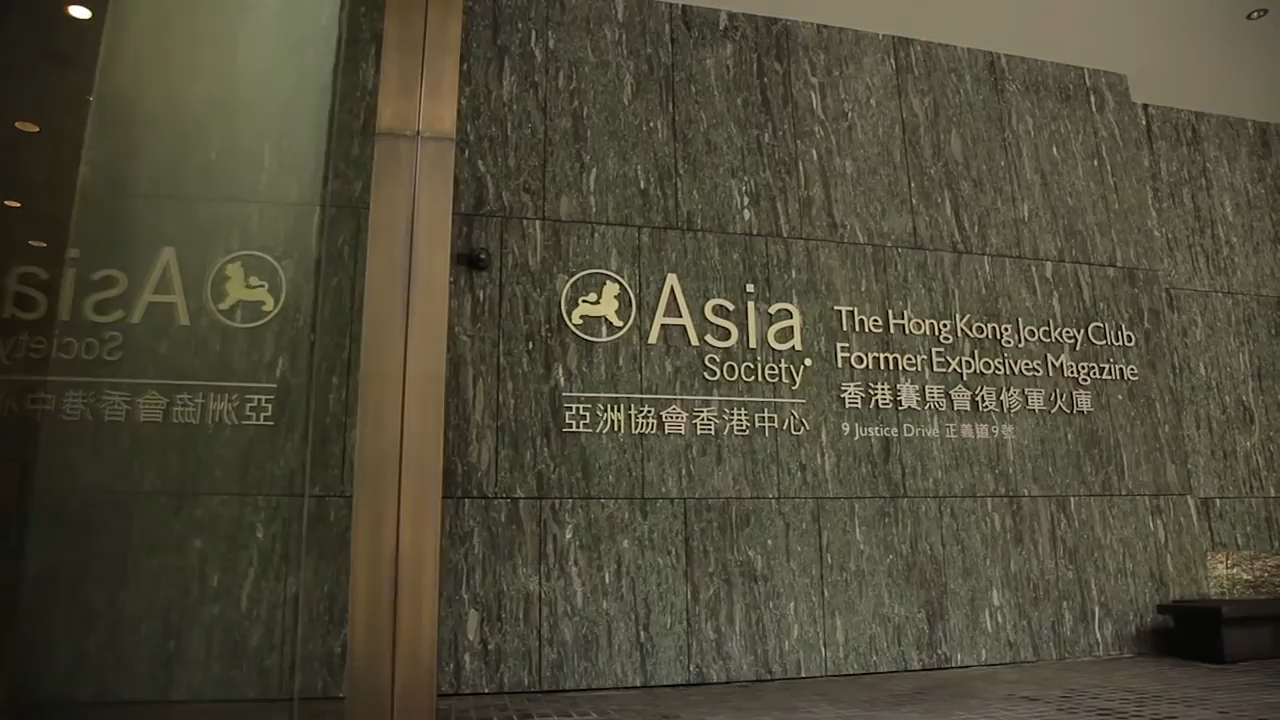 Asia
Society
亞洲協會香港中心
The Hong Kong Jockey Club
Former Explosives Magazine
香港賽馬會復修軍火庫
9 Justice Drive 正義道9號